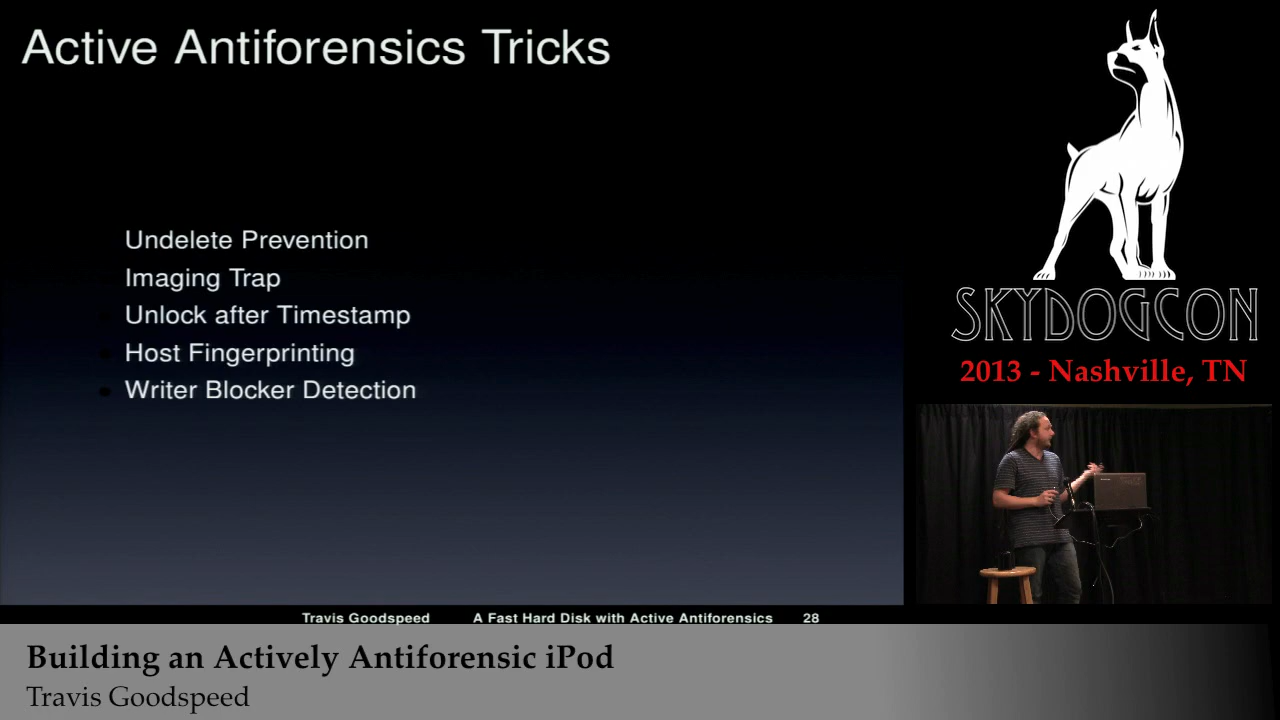 Active Antiforensics Tricks
Undelete Prevention
Imaging Trap
Unlock after Timestamp
Host Fingerprinting
Writer Blocker Detection
Travis Goodspeed A Fast Hard Disk with Active Antiforensics 28
SKYDOGCON
2013 - Nashville, TN
Building an Actively Antiforensic iPod
Travis Goodspeed